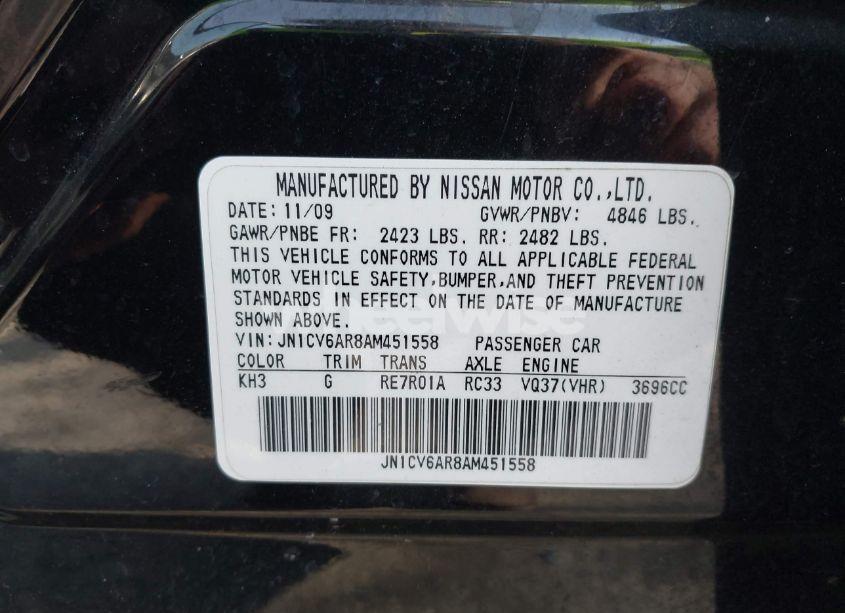 MANUFACTURED BY NISSAN MOTOR CO.,LTD.
DATE: 11/09 GVWR/PNBV: 4846 LBS.
GAWR/PNBE FR: 2423 LBS. RR: 2482 LBS.
THIS VEHICLE CONFORMS TO ALL APPLICABLE FEDERAL
MOTOR VEHICLE SAFETY,BUMPER,AND THEFT PREVENTION
STANDARDS IN EFFECT ON THE DATE OF MANUFACTURE
SHOWN ABOVE.
VIN: JN1CV6AR8AM451558 PASSENGER CAR
COLOR TRIM TRANS AXLE ENGINE
KH3 G RE7R01A RC33 VQ37(VHR) 3696CC
JN1CV6AR8AM451558